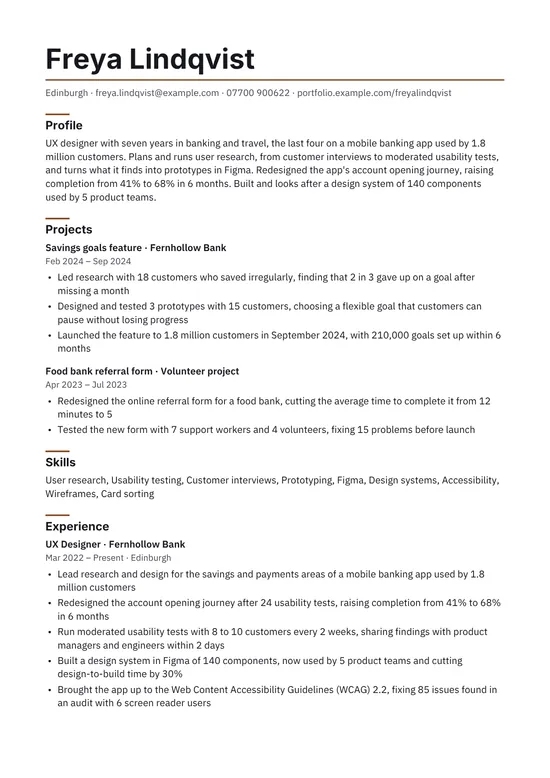 Freya Lindqvist
Edinburgh · freya.lindqvist@example.com · 07700 900622 · portfolio.example.com/freyalindqvist
Profile
UX designer with seven years in banking and travel, the last four on a mobile banking app used by 1.8
million customers. Plans and runs user research, from customer interviews to moderated usability tests,
and turns what it finds into prototypes in Figma. Redesigned the app's account opening journey, raising
completion from 41% to 68% in 6 months. Built and looks after a design system of 140 components
used by 5 product teams.
Projects
Savings goals feature · Fernhollow Bank
Feb 2024 – Sep 2024
• Led research with 18 customers who saved irregularly, finding that 2 in 3 gave up on a goal after
missing a month
• Designed and tested 3 prototypes with 15 customers, choosing a flexible goal that customers can
pause without losing progress
• Launched the feature to 1.8 million customers in September 2024, with 210,000 goals set up within 6
months
Food bank referral form · Volunteer project
Apr 2023 – Jul 2023
• Redesigned the online referral form for a food bank, cutting the average time to complete it from 12
minutes to 5
• Tested the new form with 7 support workers and 4 volunteers, fixing 15 problems before launch
Skills
User research, Usability testing, Customer interviews, Prototyping, Figma, Design systems, Accessibility,
Wireframes, Card sorting
Experience
UX Designer · Fernhollow Bank
Mar 2022 – Present · Edinburgh
• Lead research and design for the savings and payments areas of a mobile banking app used by 1.8
million customers
• Redesigned the account opening journey after 24 usability tests, raising completion from 41% to 68%
in 6 months
• Run moderated usability tests with 8 to 10 customers every 2 weeks, sharing findings with product
managers and engineers within 2 days
• Built a design system in Figma of 140 components, now used by 5 product teams and cutting
design-to-build time by 30%
• Brought the app up to the Web Content Accessibility Guidelines (WCAG) 2.2, fixing 85 issues found in
an audit with 6 screen reader users